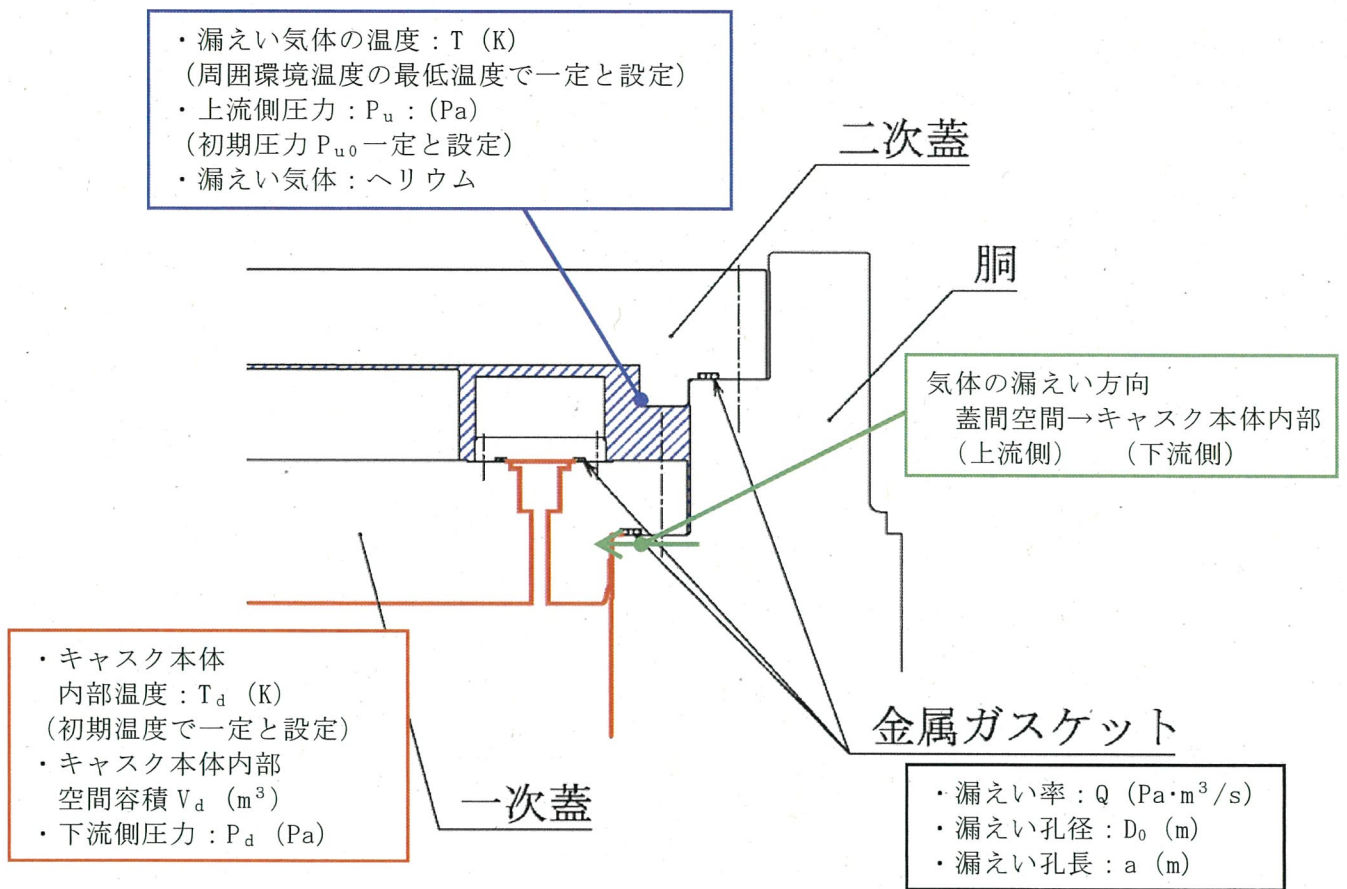 ・漏えい気体の温度：T (K)
(周囲環境温度の最低温度で一定と設定)
・上流側圧力：Pᵤ：(Pa)
(初期圧力Pᵤ₀一定と設定)
・漏えい気体：ヘリウム
二次蓋
胴
気体の漏えい方向
蓋間空間→キャスク本体内部
(上流側) (下流側)
・キャスク本体
内部温度：T_d (K)
(初期温度で一定と設定)
・キャスク本体内部
空間容積V_d (m³)
・下流側圧力：P_d (Pa)
一次蓋
金属ガスケット
・漏えい率：Q (Pa·m³/s)
・漏えい孔径：D₀ (m)
・漏えい孔長：a (m)